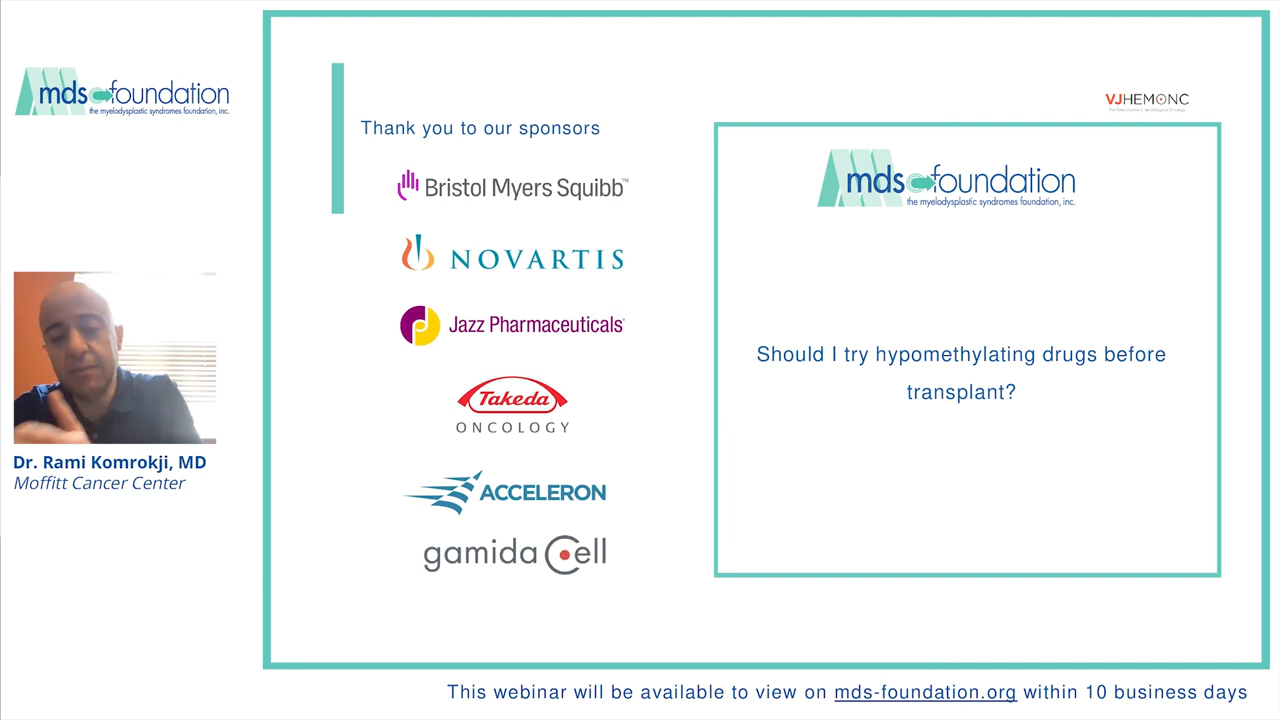 mds foundation
the myelodysplastic syndromes foundation, inc.
Dr. Rami Komrokji, MD
Moffitt Cancer Center
Thank you to our sponsors
Bristol Myers Squibb™
NOVARTIS
Jazz Pharmaceuticals
Takeda
ONCOLOGY
ACCELERON
gamida Cell
VJHEMONC
mds foundation
the myelodysplastic syndromes foundation, inc.
Should I try hypomethylating drugs before
transplant?
This webinar will be available to view on mds-foundation.org within 10 business days